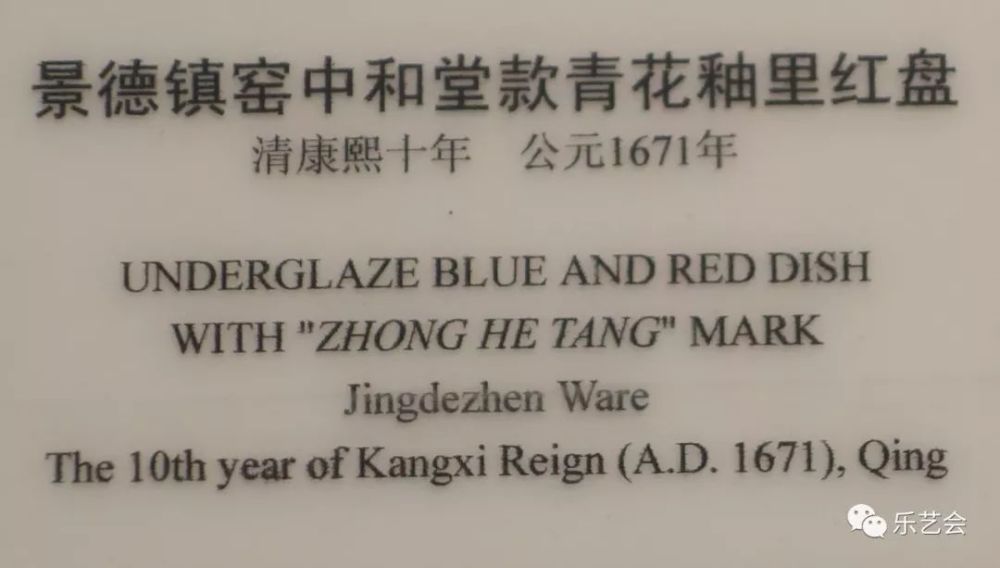 景德镇窑中和堂款青花釉里红盘
清康熙十年 公元1671年
UNDERGLAZE BLUE AND RED DISH
WITH "ZHONG HE TANG" MARK
Jingdezhen Ware
The 10th year of Kangxi Reign (A.D. 1671), Qing
乐艺会